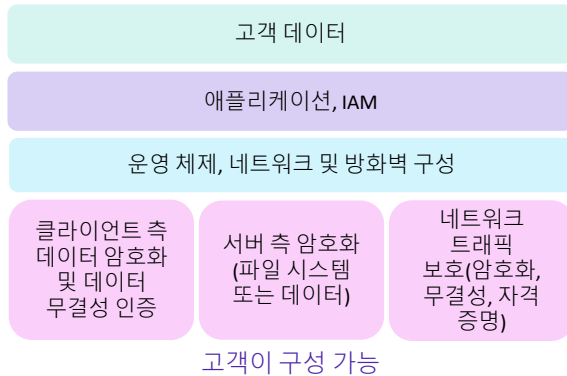 고객 데이터
애플리케이션, IAM
운영 체제, 네트워크 및 방화벽 구성
클라이언트 측
데이터 암호화
및 데이터
무결성 인증
서버 측 암호화
(파일 시스템
또는 데이터)
네트워크
트래픽
보호(암호화,
무결성, 자격
증명)
고객이 구성 가능